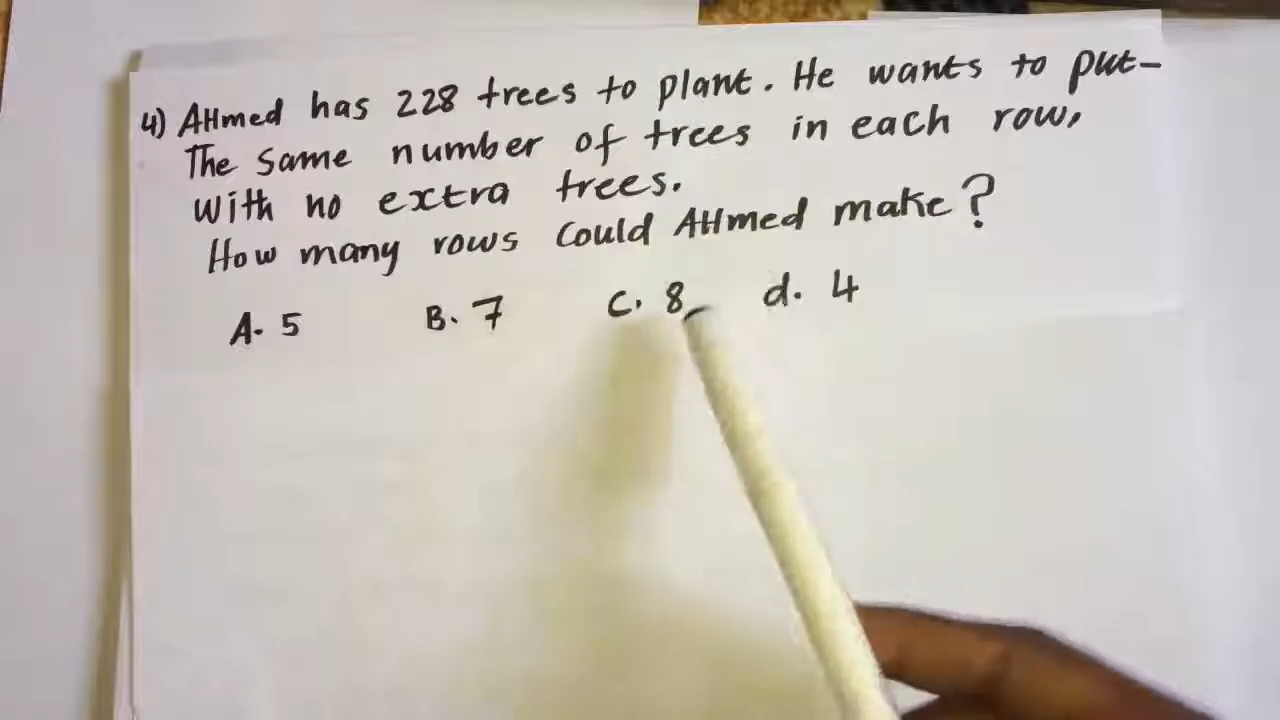 4) AHmed has 228 trees to plant. He wants to put-
The same number of trees in each row,
with no extra trees.
How many rows could AHmed make?
A. 5 B. 7 C. 8 d. 4